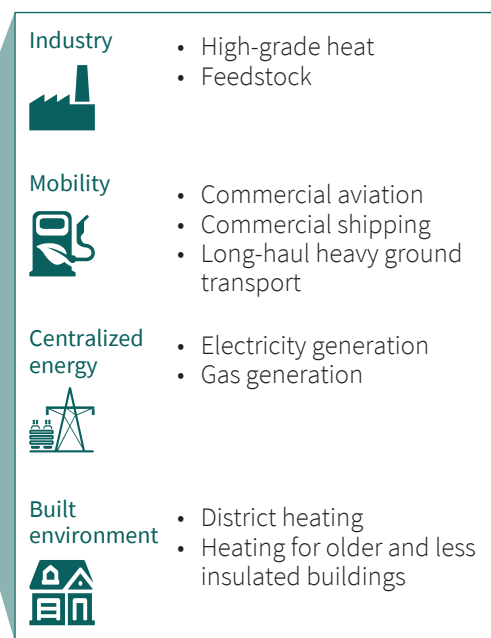 Industry
• High-grade heat
• Feedstock
Mobility
• Commercial aviation
• Commercial shipping
• Long-haul heavy ground
transport
Centralized
energy
• Electricity generation
• Gas generation
Built
environment
• District heating
• Heating for older and less
insulated buildings